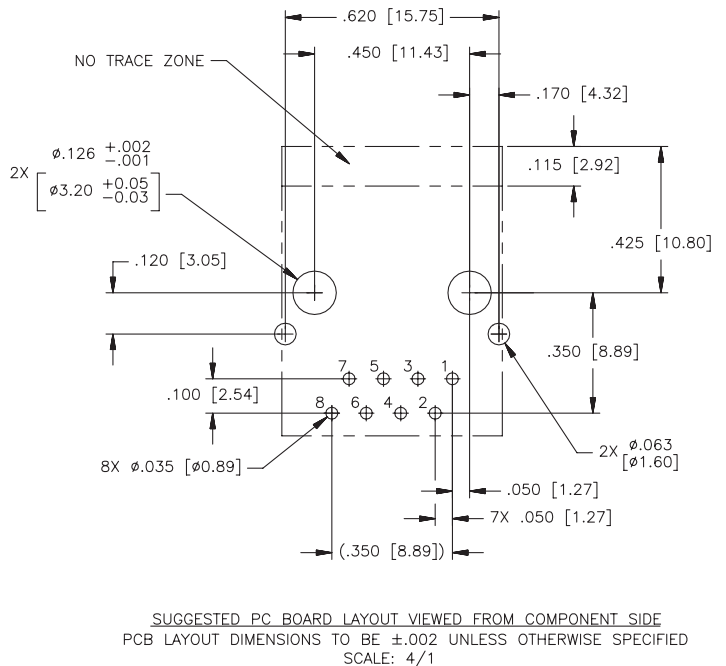 .620 [15.75]
.450 [11.43]
NO TRACE ZONE
.170 [4.32]
.115 [2.92]
2X
ø.126 +.002
-.001
[ø3.20 +0.05
-0.03]
.425 [10.80]
.120 [3.05]
.350 [8.89]
7 5 3 1
.100 [2.54]
8 6 4 2
8X ø.035 [ø0.89]
2X ø.063
[ø1.60]
.050 [1.27]
7X .050 [1.27]
(.350 [8.89])
SUGGESTED PC BOARD LAYOUT VIEWED FROM COMPONENT SIDE
PCB LAYOUT DIMENSIONS TO BE ±.002 UNLESS OTHERWISE SPECIFIED
SCALE: 4/1